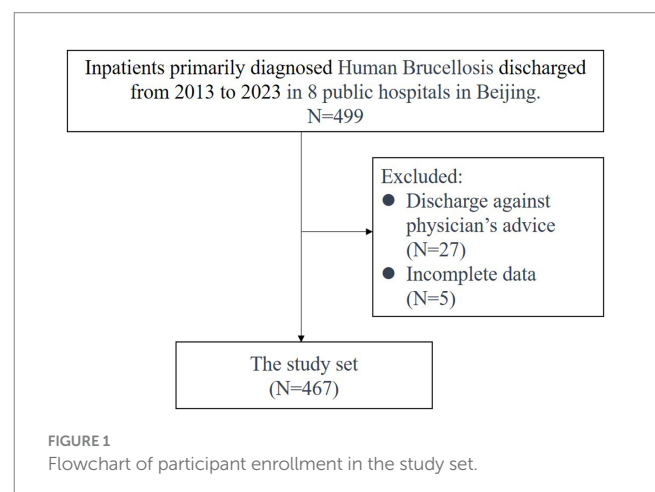 Inpatients primarily diagnosed Human Brucellosis discharged
from 2013 to 2023 in 8 public hospitals in Beijing.
N=499
Excluded:
● Discharge against
physician’s advice
(N=27)
● Incomplete data
(N=5)
The study set
(N=467)
FIGURE 1
Flowchart of participant enrollment in the study set.